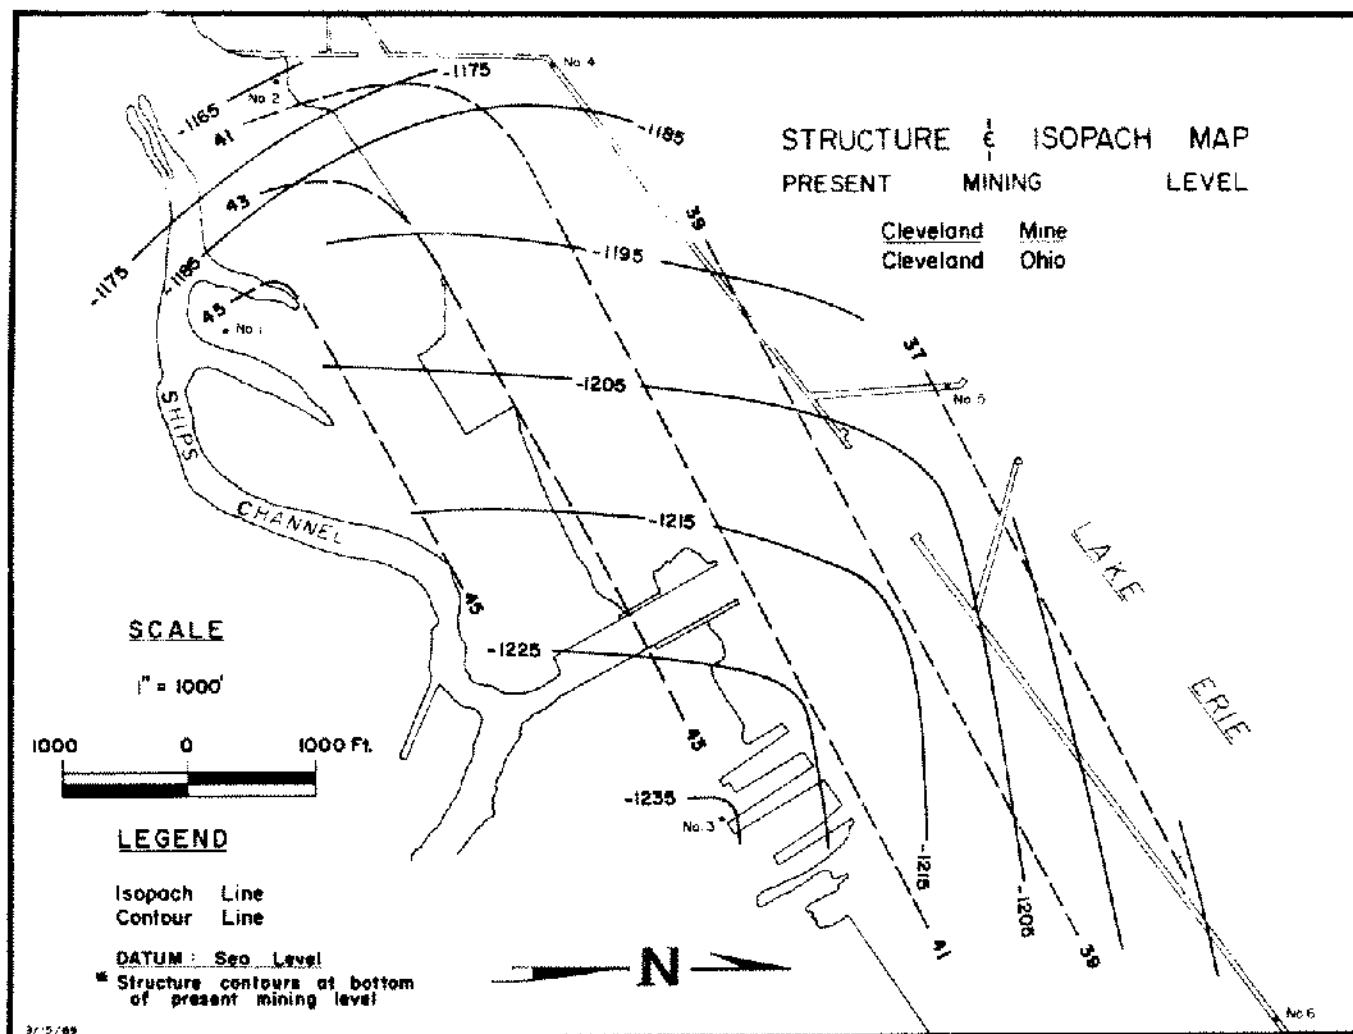 STRUCTURE & ISOPACH MAP
PRESENT MINING LEVEL
Cleveland Mine
Cleveland Ohio
No. 4
-1175
No. 2
-1165
41
-1185
43
39
-1195
-1175
-1185
45
No. 1
37
-1205
No. 5
SHIPS
CHANNEL
-1215
LAKE
ERIE
45
-1225
43
-1235
No. 3
-1215
-1205
41
39
No. 6
SCALE
1" = 1000'
1000 0 1000 Ft.
LEGEND
Isopach Line
Contour Line
DATUM : Sea Level
* Structure contours at bottom
of present mining level
N